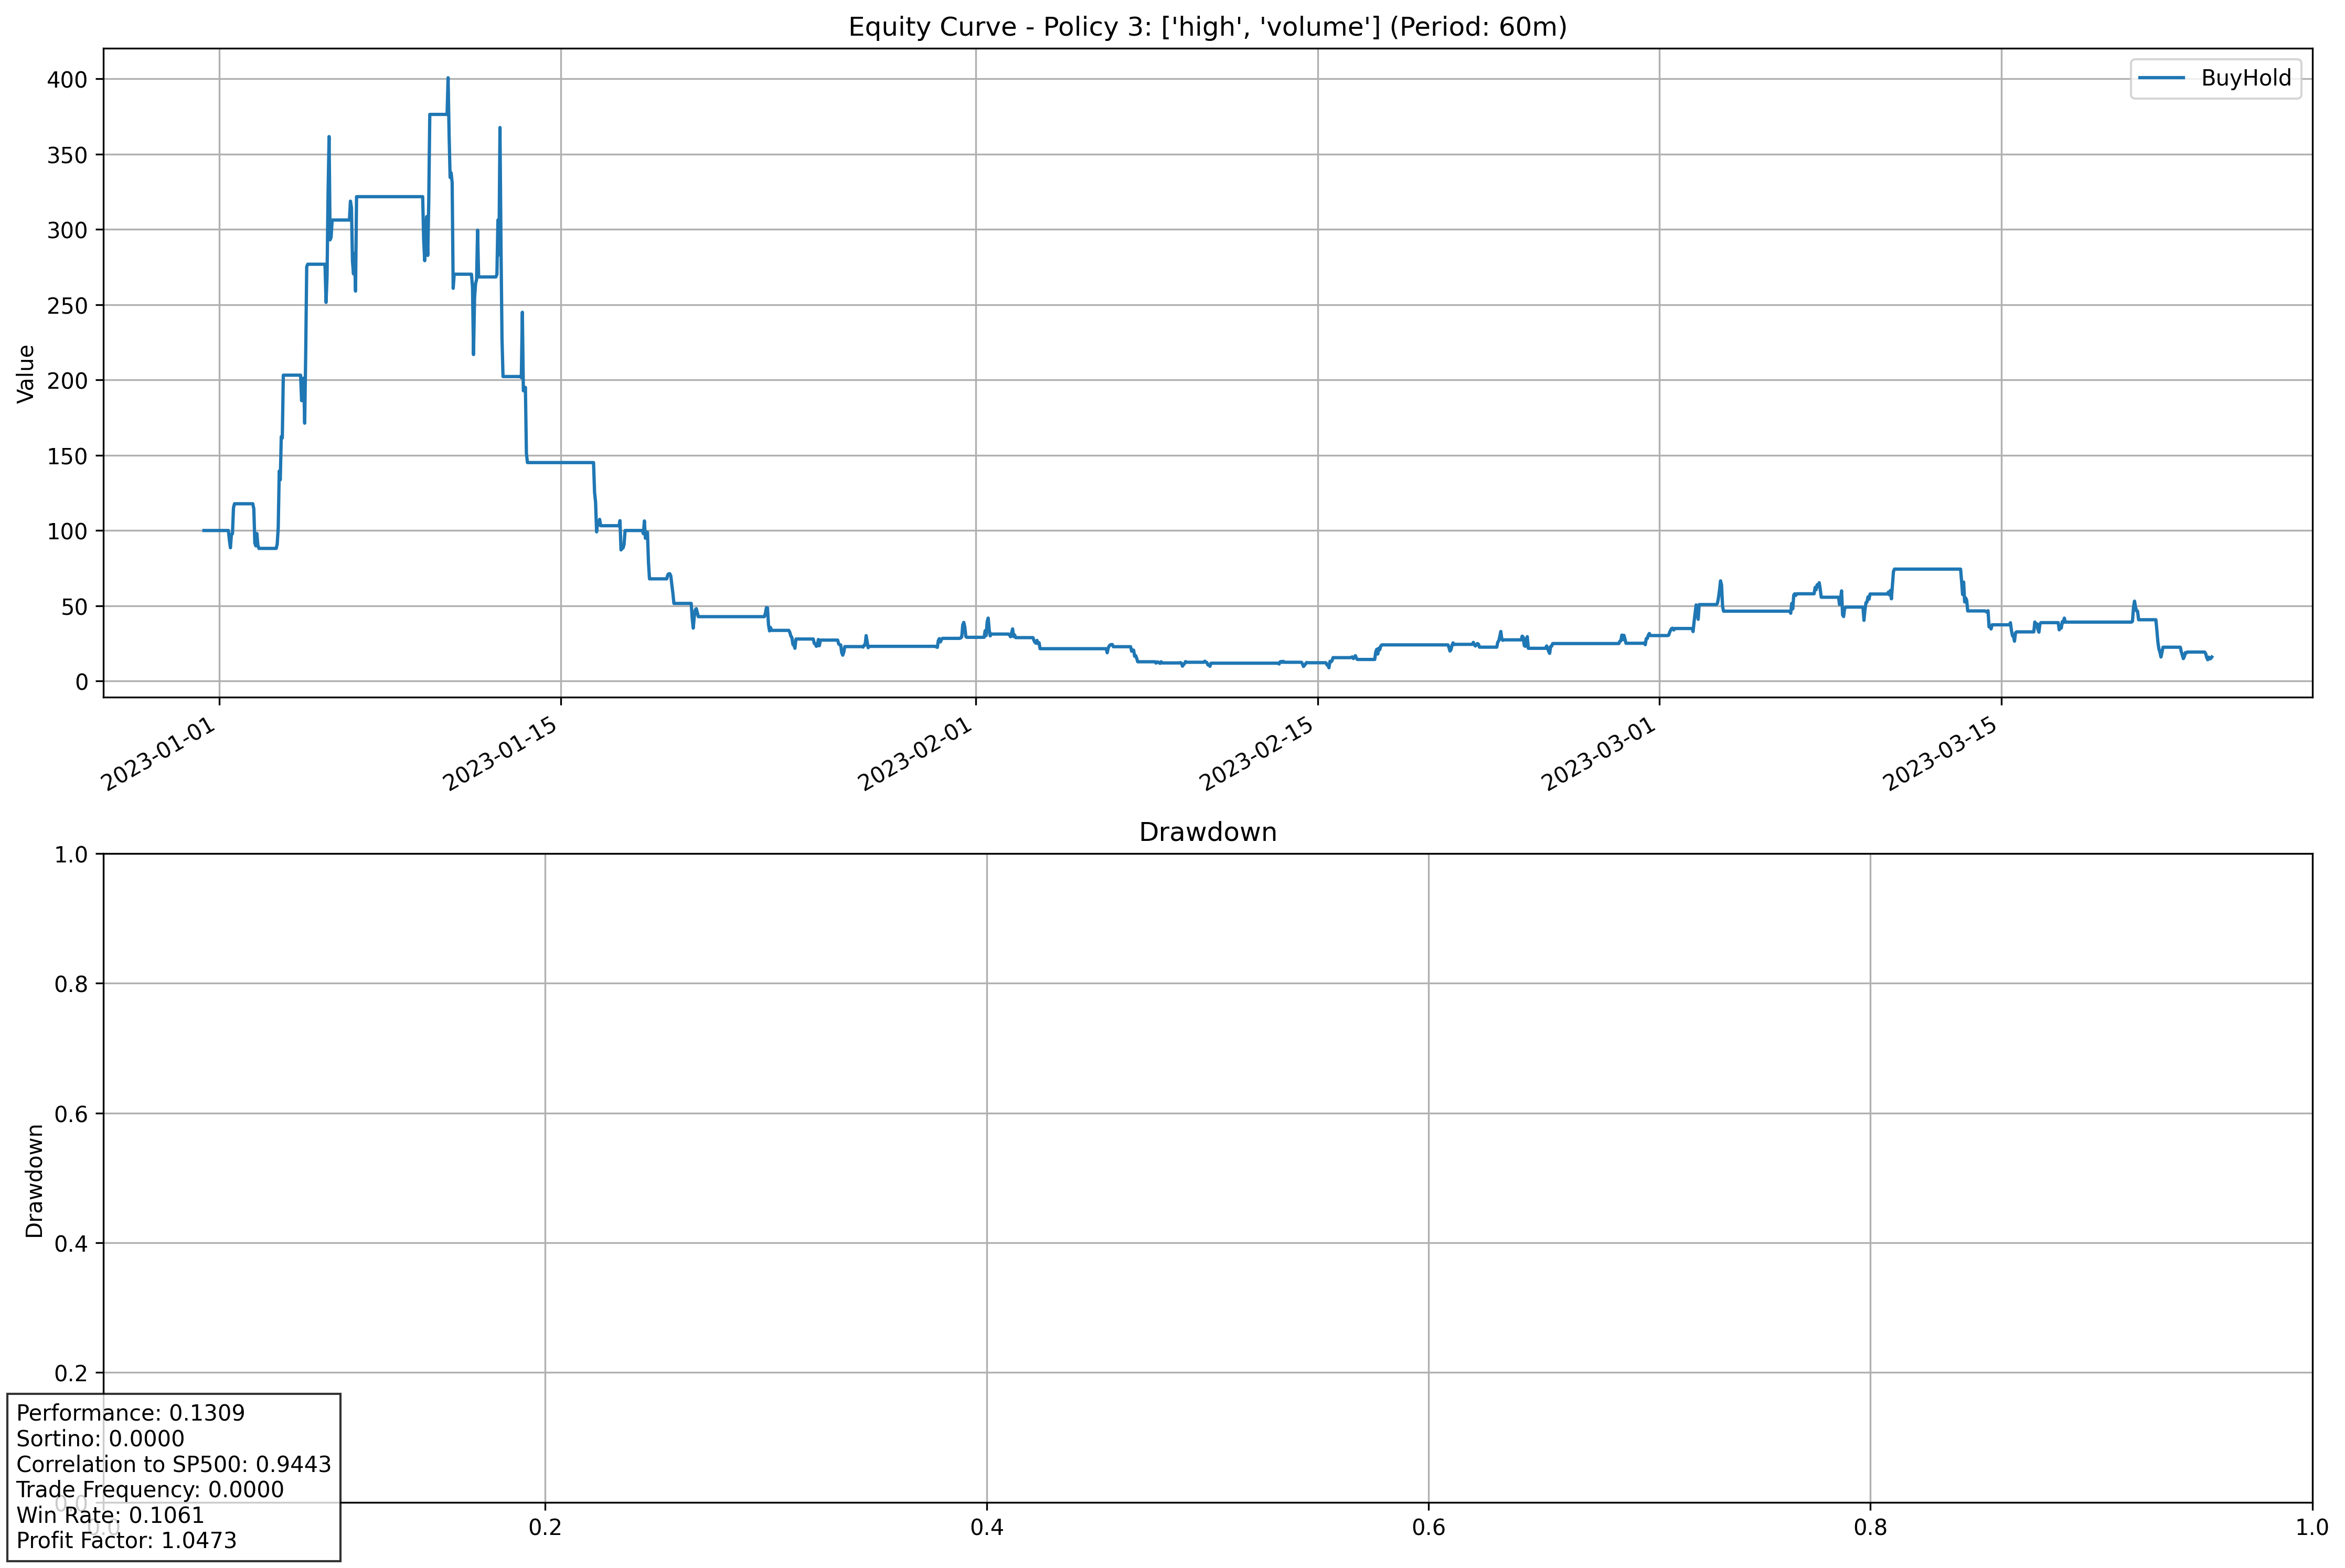 Equity Curve - Policy 3: ['high', 'volume'] (Period: 60m)
BuyHold
Value
400
350
300
250
200
150
100
50
0
2023-01-01
2023-01-15
2023-02-01
2023-02-15
2023-03-01
2023-03-15
Drawdown
Drawdown
1.0
0.8
0.6
0.4
0.2
0.0
0.0
0.2
0.4
0.6
0.8
1.0
Performance: 0.1309
Sortino: 0.0000
Correlation to SP500: 0.9443
Trade Frequency: 0.0000
Win Rate: 0.1061
Profit Factor: 1.0473